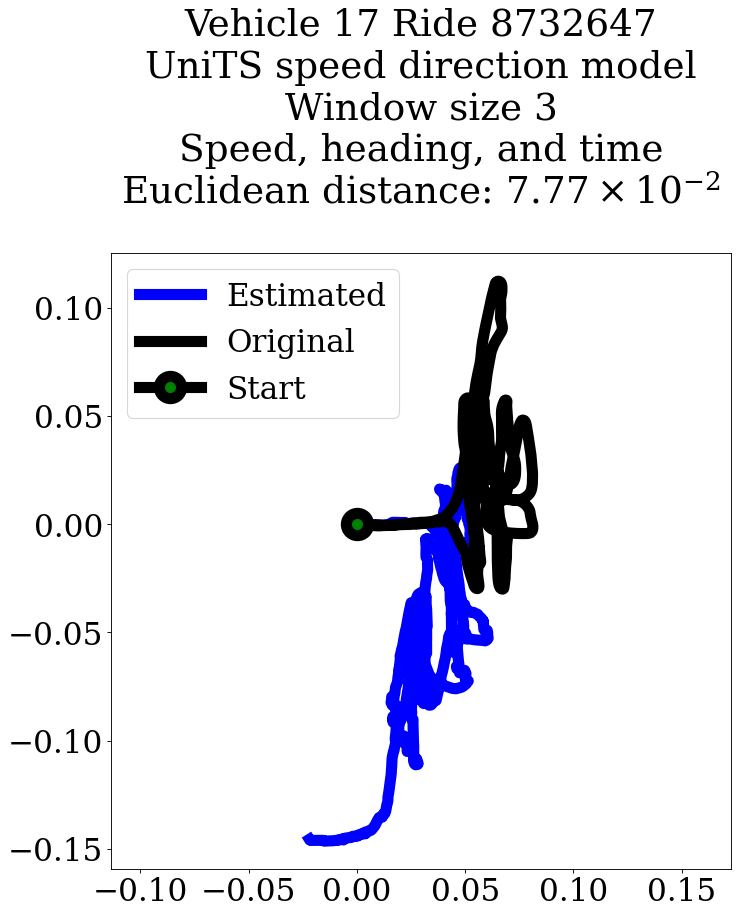 Vehicle 17 Ride 8732647
UniTS speed direction model
Window size 3
Speed, heading, and time
Euclidean distance: 7.77 × 10⁻²
Estimated
Original
Start
0.10
0.05
0.00
−0.05
−0.10
−0.15
−0.10 −0.05 0.00 0.05 0.10 0.15